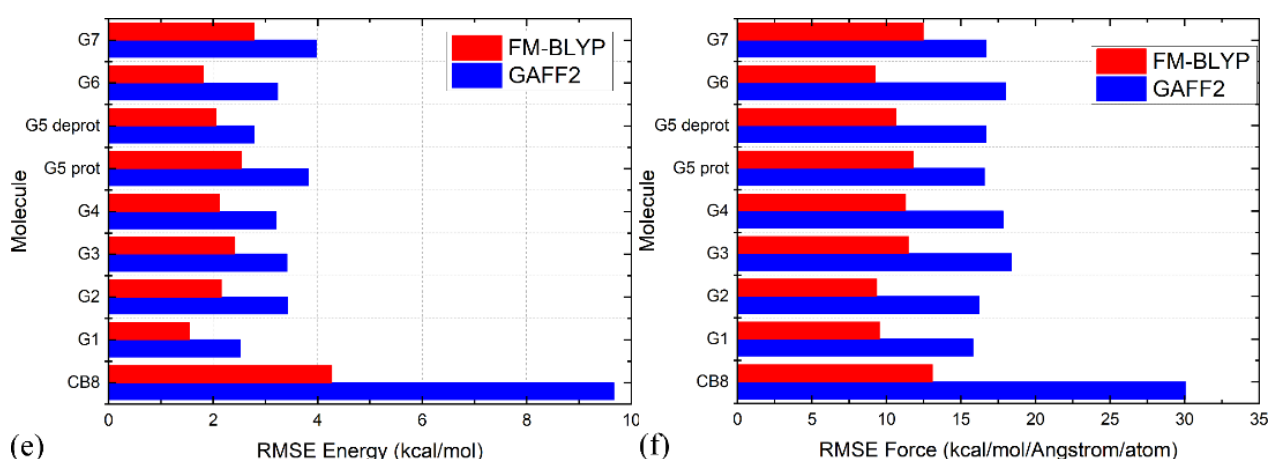 G7
G6
G5 deprot
G5 prot
G4
G3
G2
G1
CB8
Molecule
FM-BLYP
GAFF2
0 2 4 6 8 10
RMSE Energy (kcal/mol)
(e)
G7
G6
G5 deprot
G5 prot
G4
G3
G2
G1
CB8
Molecule
FM-BLYP
GAFF2
0 5 10 15 20 25 30 35
RMSE Force (kcal/mol/Angstrom/atom)
(f)